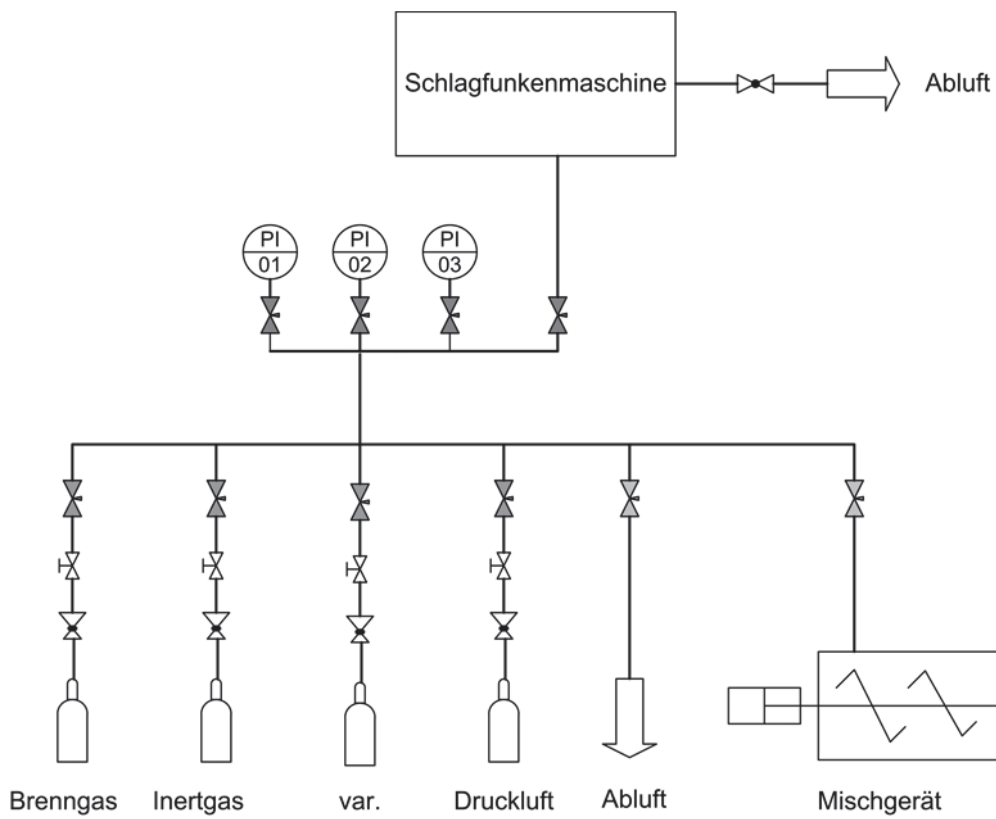 Schlagfunkenmaschine
Abluft
PI
01
PI
02
PI
03
Brenngas
Inertgas
var.
Druckluft
Abluft
Mischgerät